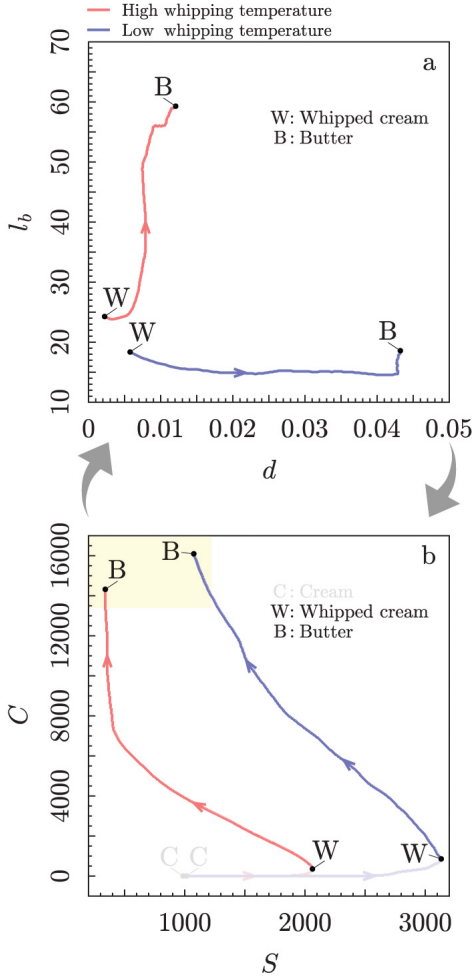 High whipping temperature
Low whipping temperature
a
W: Whipped cream
B: Butter
B
W
W
B
l_b
70
60
50
40
30
20
10
0 0.01 0.02 0.03 0.04 0.05
d
b
C: Cream
W: Whipped cream
B: Butter
B
B
C C
W
W
C
16000
12000
8000
4000
0
1000 2000 3000
S